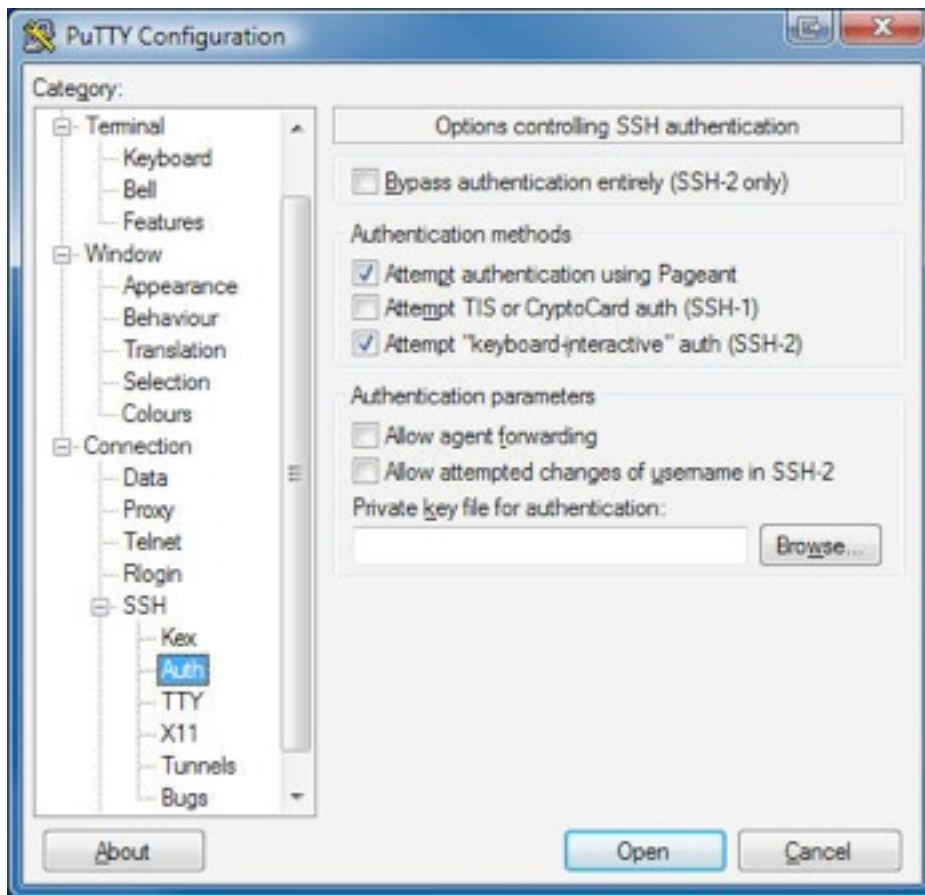 PuTTY Configuration
Category:
Terminal
Keyboard
Bell
Features
Window
Appearance
Behaviour
Translation
Selection
Colours
Connection
Data
Proxy
Telnet
Rlogin
SSH
Kex
Auth
TTY
X11
Tunnels
Bugs
Options controlling SSH authentication
Bypass authentication entirely (SSH-2 only)
Authentication methods
Attempt authentication using Pageant
Attempt TIS or CryptoCard auth (SSH-1)
Attempt "keyboard-interactive" auth (SSH-2)
Authentication parameters
Allow agent forwarding
Allow attempted changes of username in SSH-2
Private key file for authentication:
Browse...
About
Open
Cancel